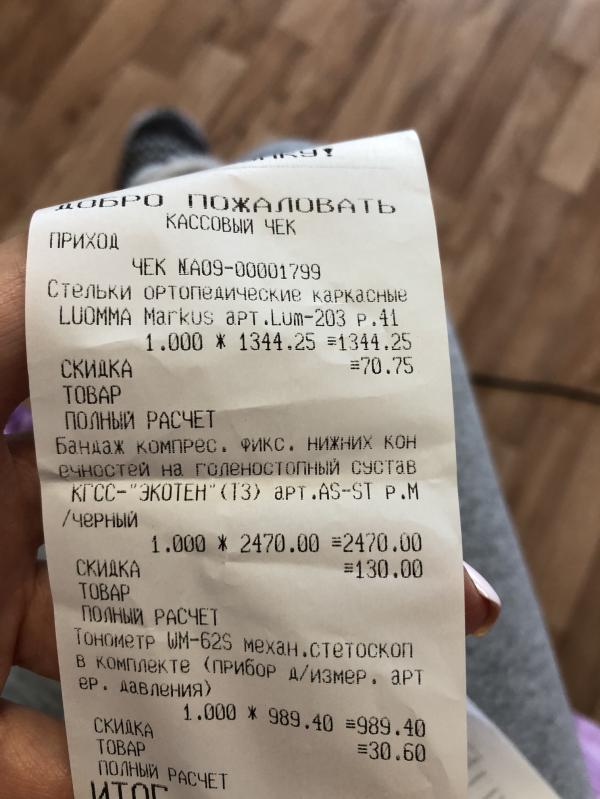 ДОБРО ПОЖАЛОВАТЬ
КАССОВЫЙ ЧЕК
ПРИХОД
ЧЕК NA09-00001799
Стельки ортопедические каркасные
LUOMMA Markus арт.Lum-203 р.41
1.000 * 1344.25 =1344.25
СКИДКА =70.75
ТОВАР
ПОЛНЫЙ РАСЧЕТ
Бандаж компрес. фикс. нижних кон
ечностей на голеностопный сустав
КГСС-"ЭКОТЕН"(Т3) арт.AS-ST р.М
/черный
1.000 * 2470.00 =2470.00
СКИДКА =130.00
ТОВАР
ПОЛНЫЙ РАСЧЕТ
Тонометр WM-62S механ.стетоскоп
в комплекте (прибор д/измер. арт
ер. давления)
1.000 * 989.40 =989.40
СКИДКА =30.60
ТОВАР
ПОЛНЫЙ РАСЧЕТ
ИТОГ